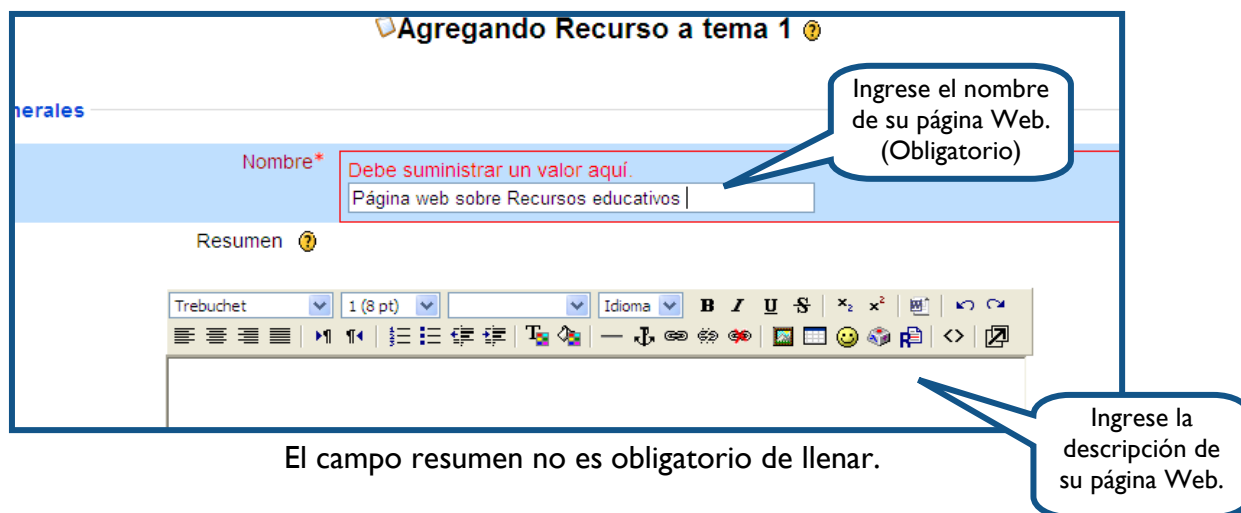 Agregando Recurso a tema 1
Ingrese el nombre
de su página Web.
(Obligatorio)
nerales
Nombre*
Debe suministrar un valor aquí.
Página web sobre Recursos educativos
Resumen
Trebuchet 1 (8 pt) Idioma B I U S x₂ x²
Ingrese la
descripción de
su página Web.
El campo resumen no es obligatorio de llenar.